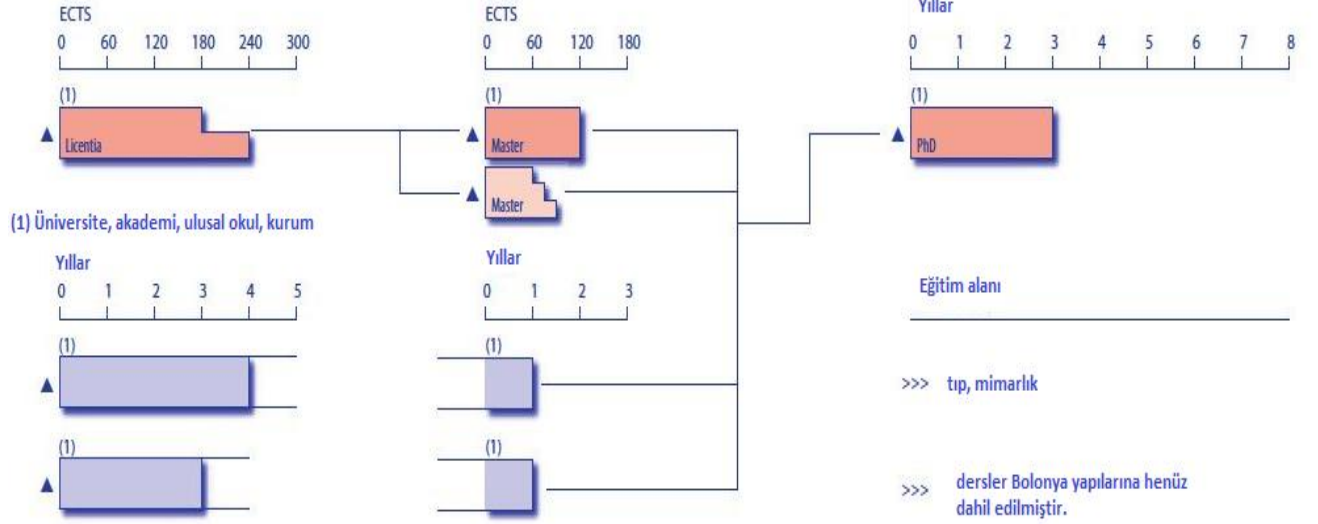 ECTS
0 60 120 180 240 300
(1)
Licentia
ECTS
0 60 120 180
(1)
Master
Master
Yıllar
0 1 2 3 4 5 6 7 8
(1)
PhD
(1) Üniversite, akademi, ulusal okul, kurum
Yıllar
0 1 2 3 4 5
(1)
(1)
Yıllar
0 1 2 3
(1)
(1)
Eğitim alanı
>>> tıp, mimarlık
>>> dersler Bolonya yapılarına henüz
dahil edilmiştir.